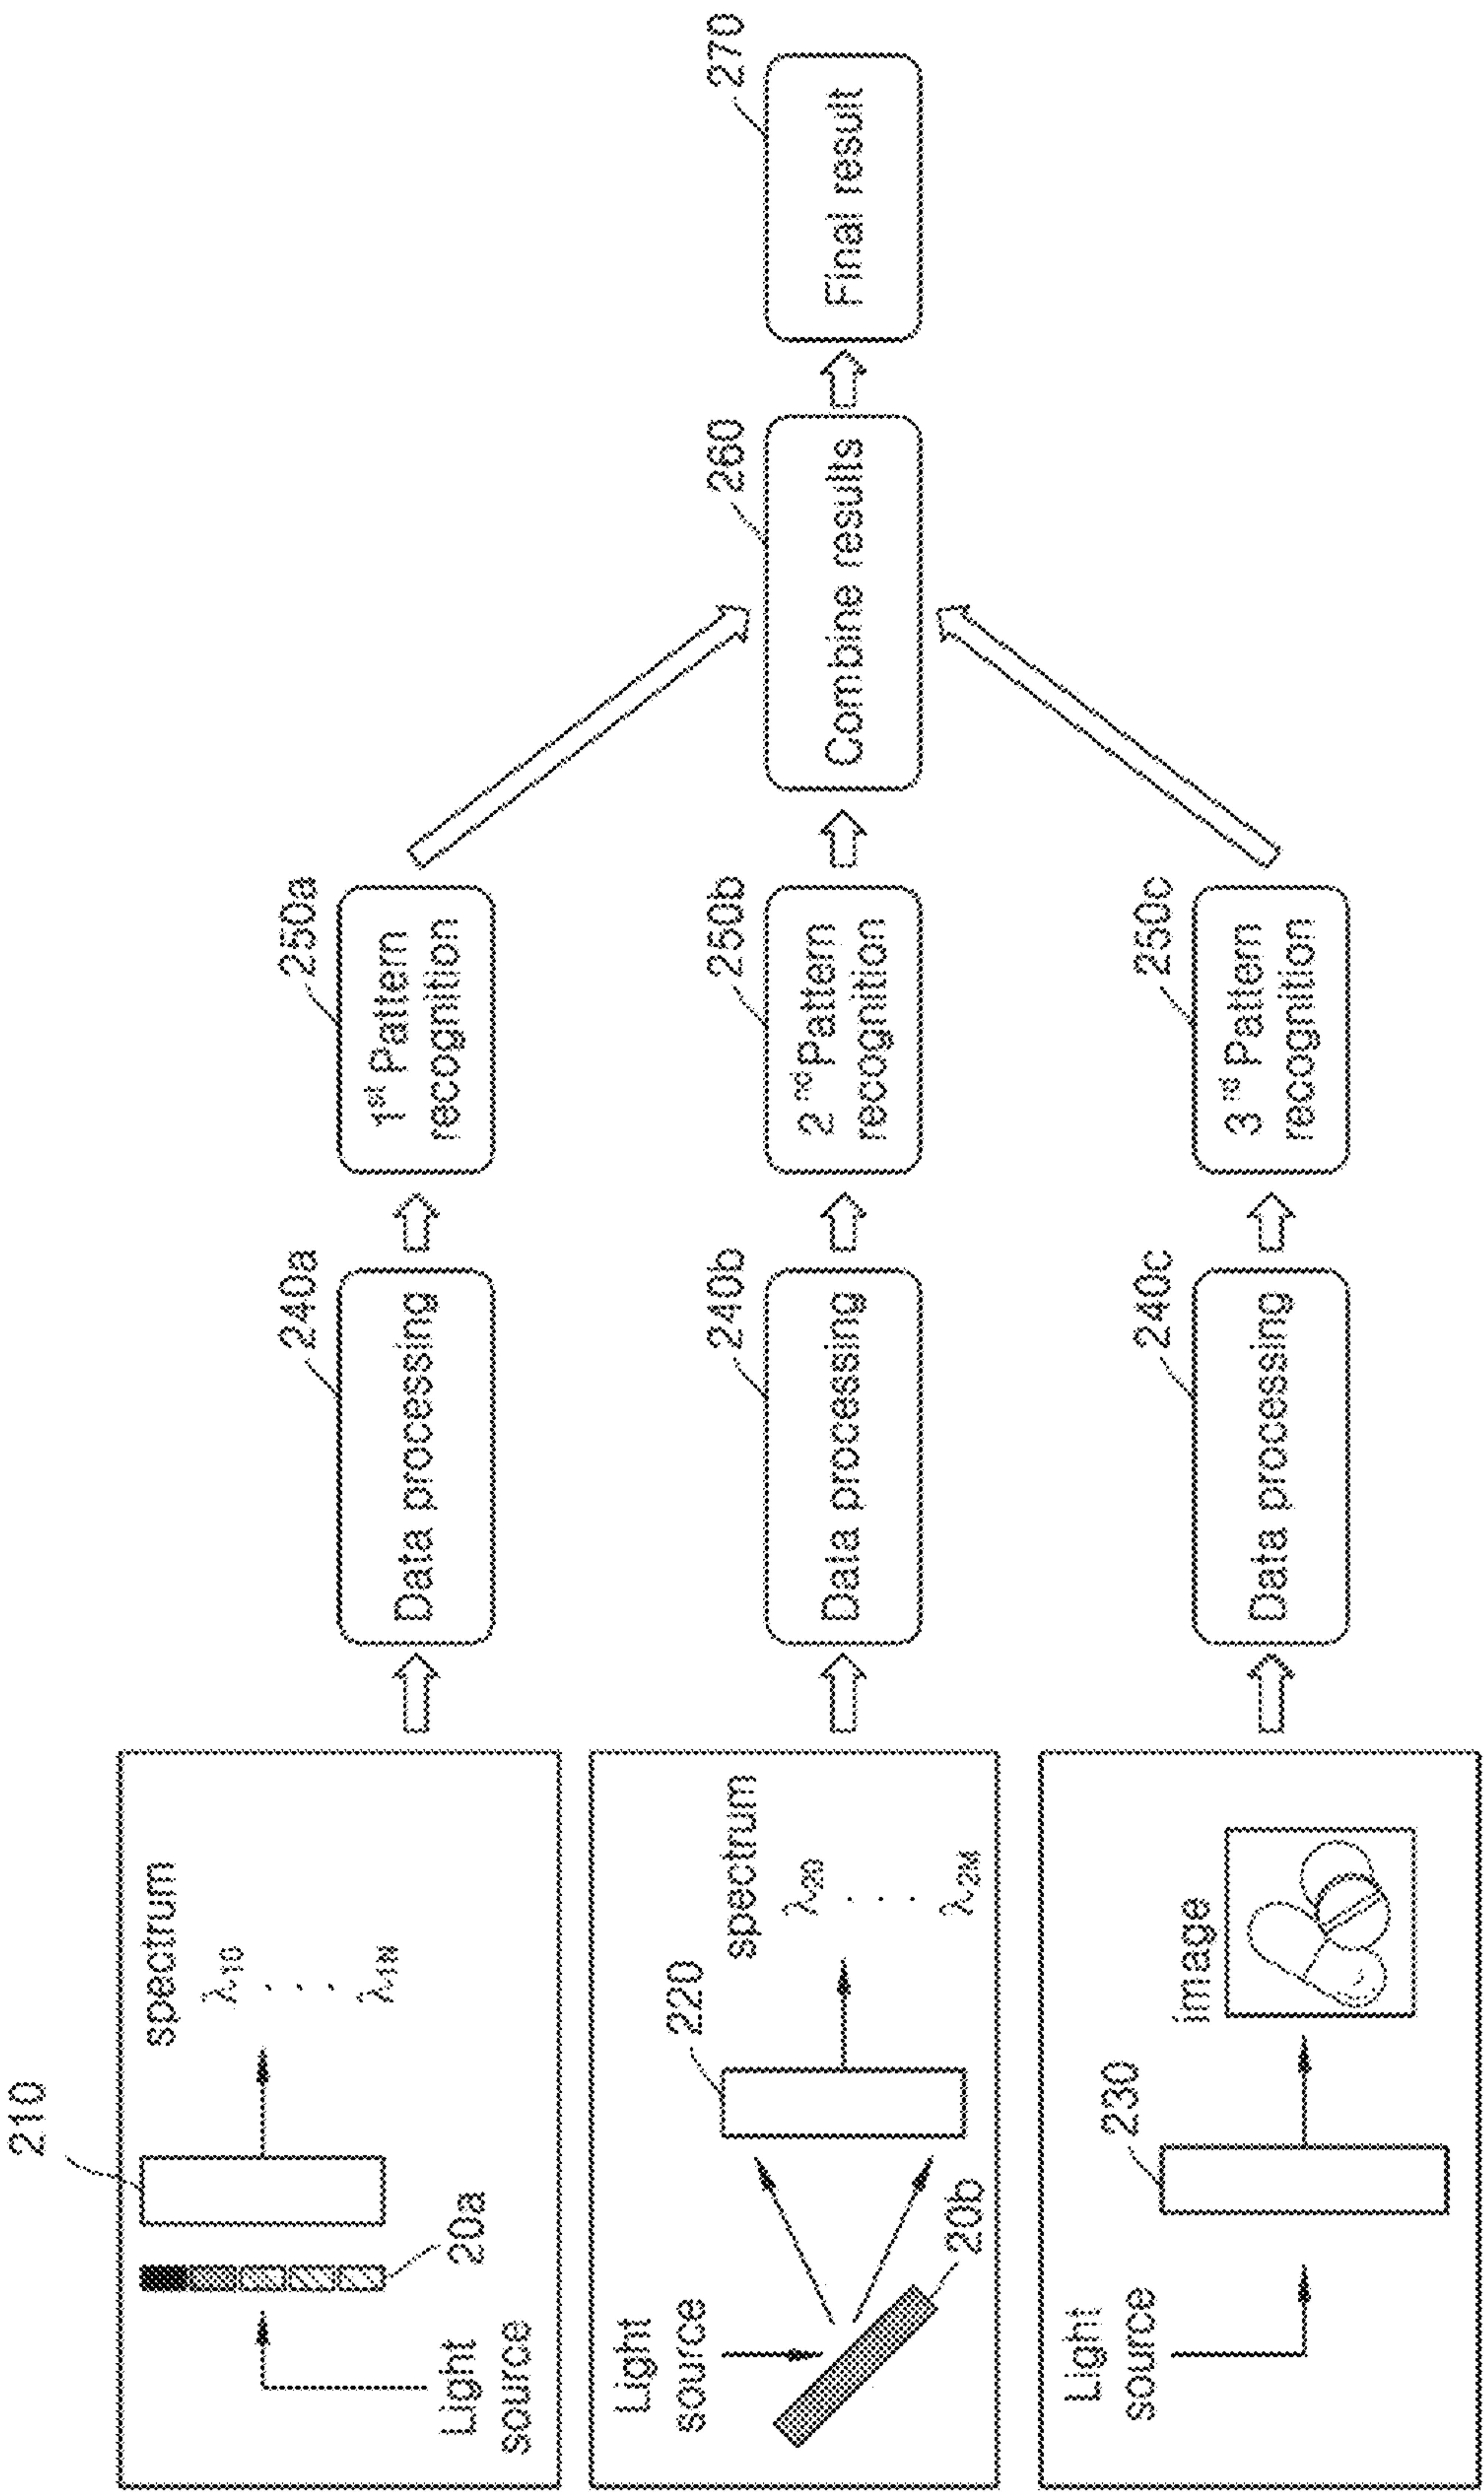 210
spectrum
λ10
λ1N
20a
Light
source
240a
Data processing
250a
1st Pattern
recognition
Light
source
20b
220
spectrum
λ20
λ2M
240b
Data processing
250b
2nd Pattern
recognition
260
Combine results
270
Final result
Light
source
230
image
240c
Data processing
250c
3rd Pattern
recognition